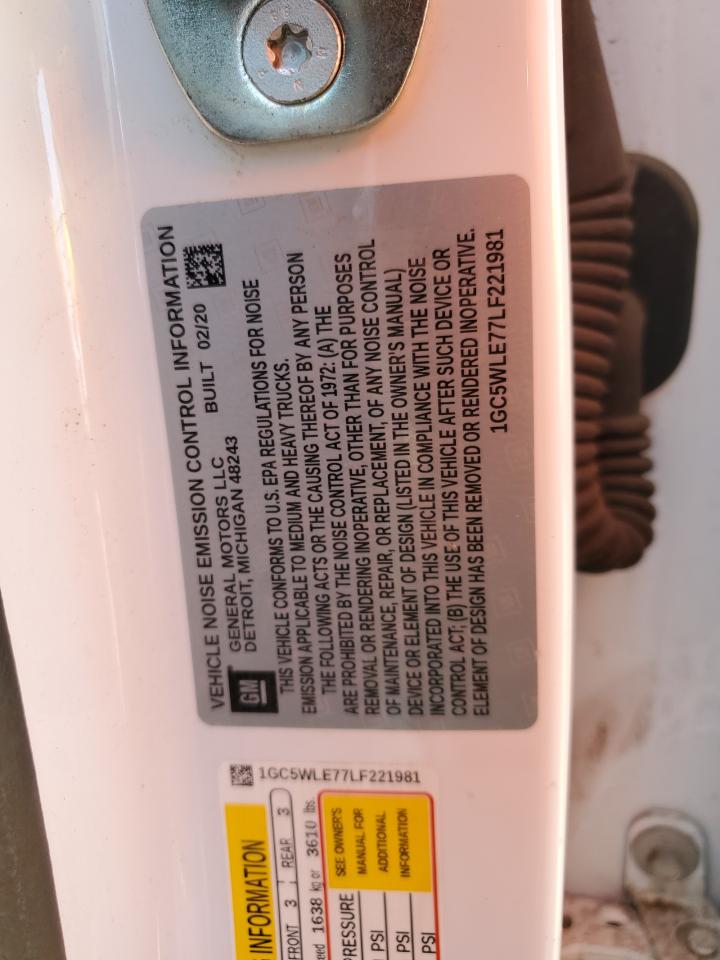 VEHICLE NOISE EMISSION CONTROL INFORMATION
GM
GENERAL MOTORS LLC
DETROIT, MICHIGAN 48243
BUILT 02/20
THIS VEHICLE CONFORMS TO U.S. EPA REGULATIONS FOR NOISE
EMISSION APPLICABLE TO MEDIUM AND HEAVY TRUCKS.
THE FOLLOWING ACTS OR THE CAUSING THEREOF BY ANY PERSON
ARE PROHIBITED BY THE NOISE CONTROL ACT OF 1972: (A) THE
REMOVAL OR RENDERING INOPERATIVE, OTHER THAN FOR PURPOSES
OF MAINTENANCE, REPAIR, OR REPLACEMENT, OF ANY NOISE CONTROL
DEVICE OR ELEMENT OF DESIGN (LISTED IN THE OWNER'S MANUAL)
INCORPORATED INTO THIS VEHICLE IN COMPLIANCE WITH THE NOISE
CONTROL ACT; (B) THE USE OF THIS VEHICLE AFTER SUCH DEVICE OR
ELEMENT OF DESIGN HAS BEEN REMOVED OR RENDERED INOPERATIVE.
1GC5WLE77LF221981
1GC5WLE77LF221981
INFORMATION
FRONT 3 REAR 3
1638 kg or 3610 lbs.
PRESSURE
SEE OWNER'S
MANUAL FOR
ADDITIONAL
INFORMATION
PSI
PSI
PSI